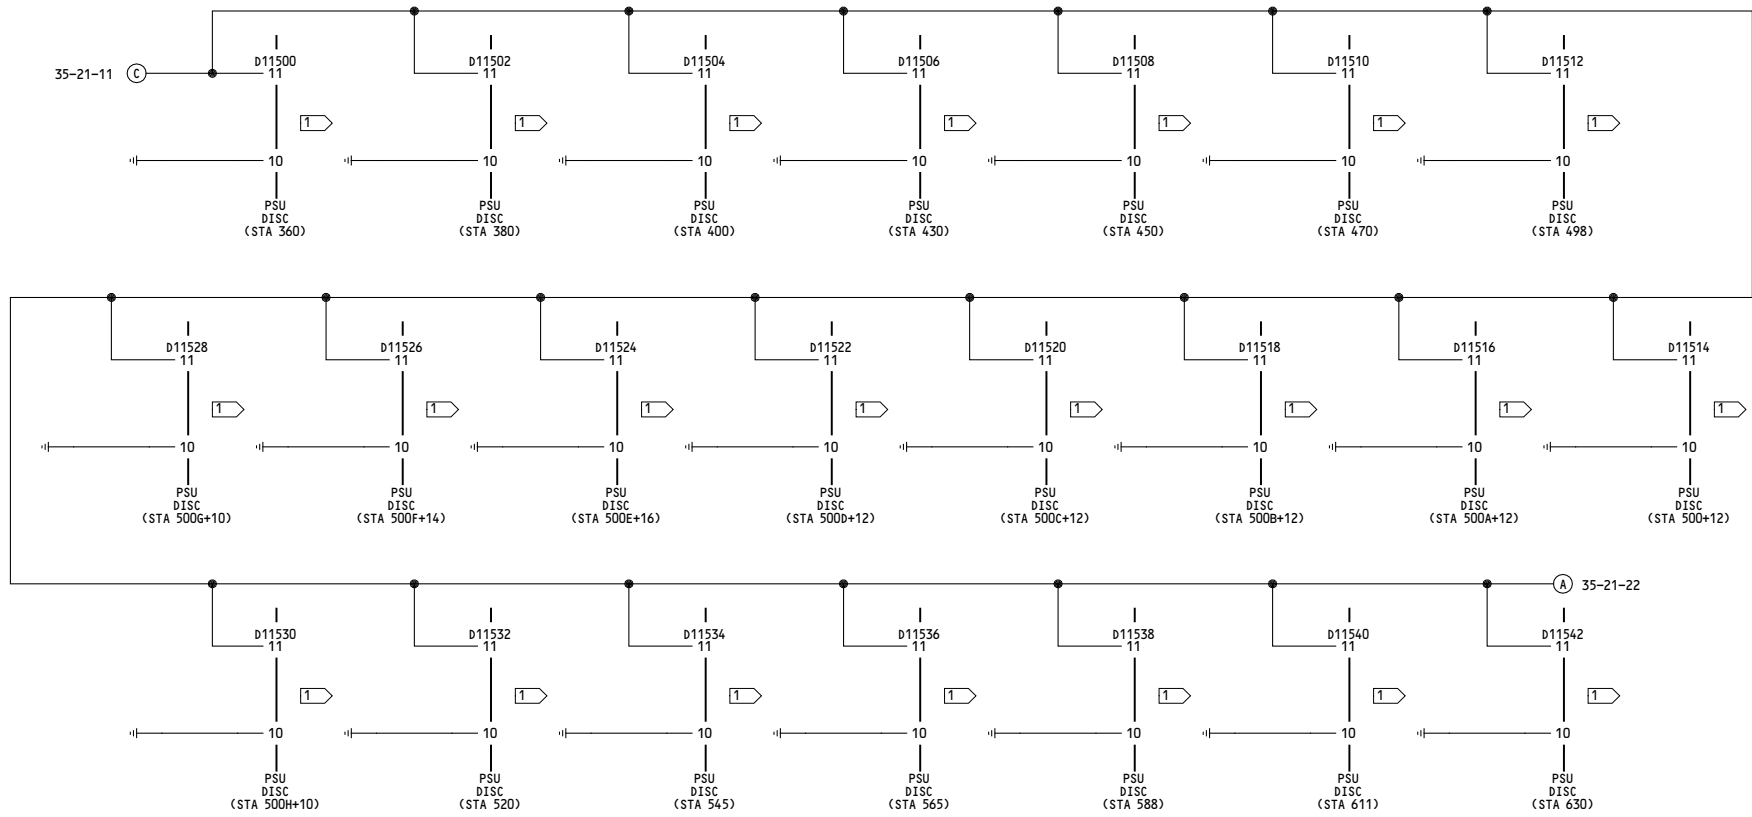 D11500 D11502 D11504 D11506 D11508 D11510 D11512
35-21-11 C 11 11 11 11 11 11 11
1 1 1 1 1 1 1
10 10 10 10 10 10 10
PSU PSU PSU PSU PSU PSU PSU
DISC DISC DISC DISC DISC DISC DISC
(STA 360) (STA 380) (STA 400) (STA 430) (STA 450) (STA 470) (STA 498)
D11528 D11526 D11524 D11522 D11520 D11518 D11516 D11514
11 11 11 11 11 11 11 11
1 1 1 1 1 1 1 1
10 10 10 10 10 10 10 10
PSU PSU PSU PSU PSU PSU PSU PSU
DISC DISC DISC DISC DISC DISC DISC DISC
(STA 500G+10) (STA 500F+14) (STA 500E+16) (STA 500D+12) (STA 500C+12) (STA 500B+12) (STA 500A+12) (STA 500+12)
A 35-21-22
D11530 D11532 D11534 D11536 D11538 D11540 D11542
11 11 11 11 11 11 11
1 1 1 1 1 1 1
10 10 10 10 10 10 10
PSU PSU PSU PSU PSU PSU PSU
DISC DISC DISC DISC DISC DISC DISC
(STA 500H+10) (STA 520) (STA 545) (STA 565) (STA 588) (STA 611) (STA 630)